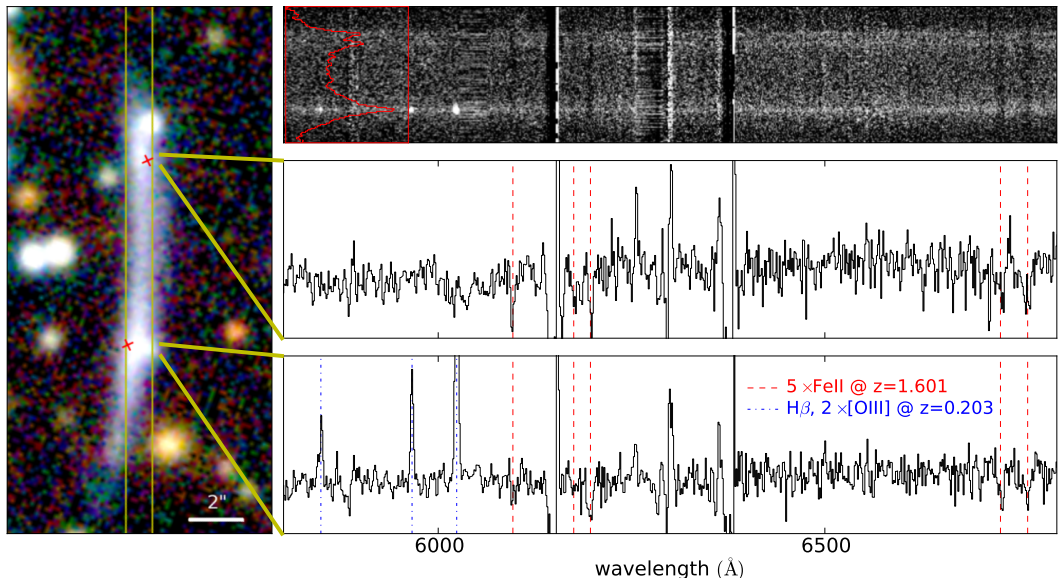 2"
5 ×FeII @ z=1.601
Hβ, 2 ×[OIII] @ z=0.203
6000
6500
wavelength (Å)